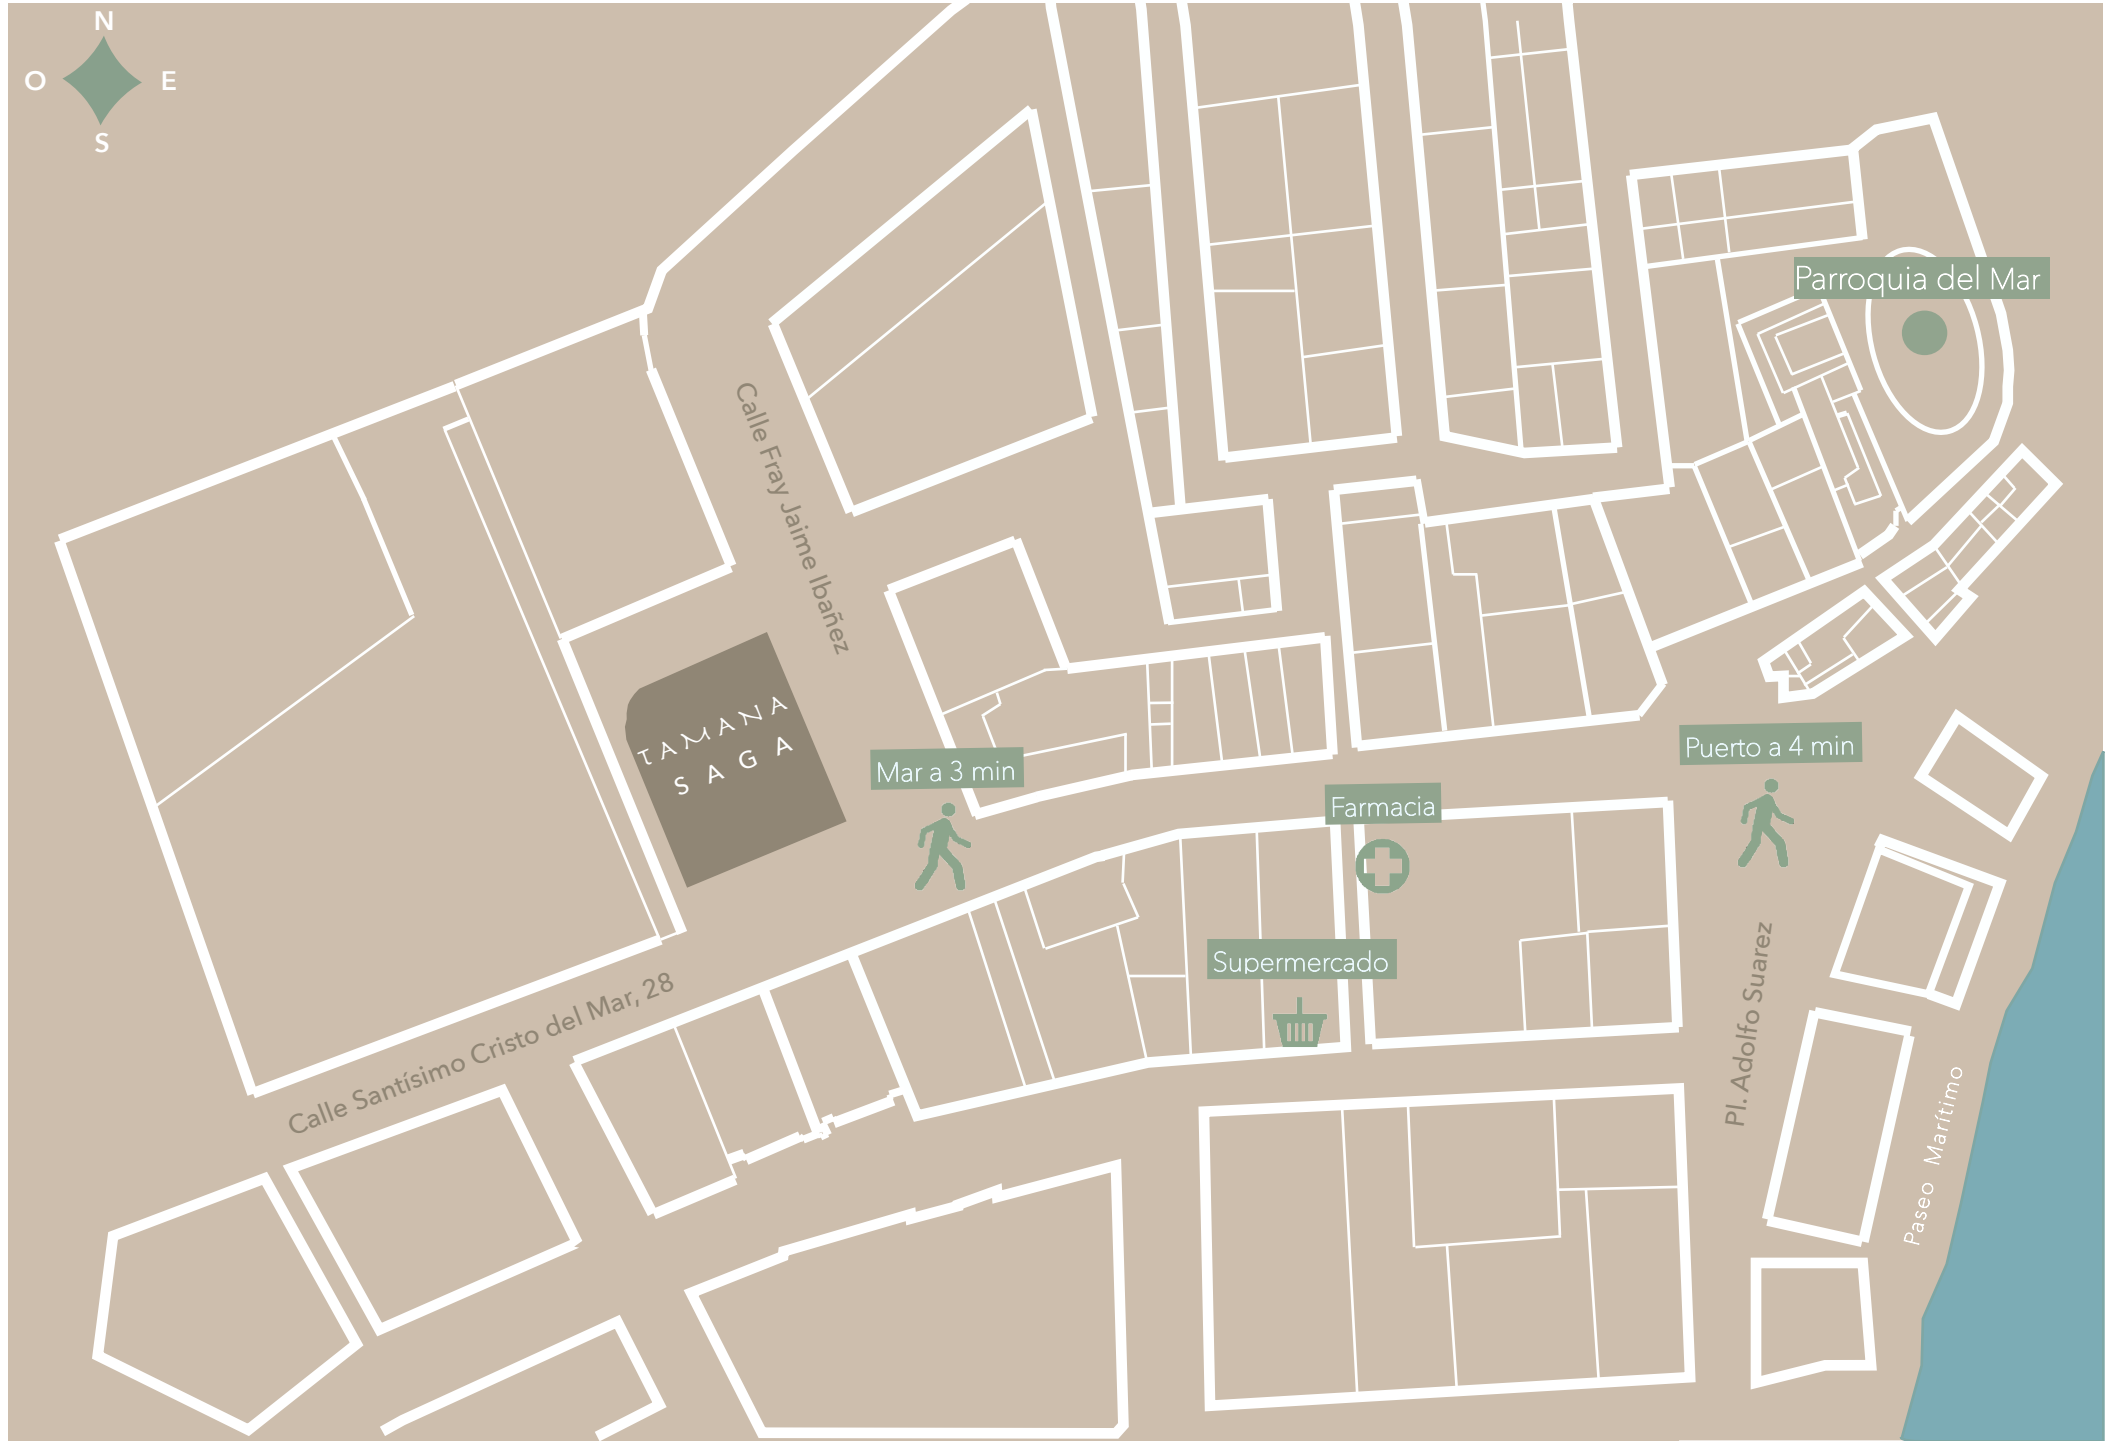 N
O
E
S
Parroquia del Mar
Calle Fray Jaime Ibañez
TAMANA
SAGA
Mar a 3 min
Puerto a 4 min
Farmacia
Supermercado
Calle Santísimo Cristo del Mar, 28
Pl. Adolfo Suarez
Paseo Marítimo